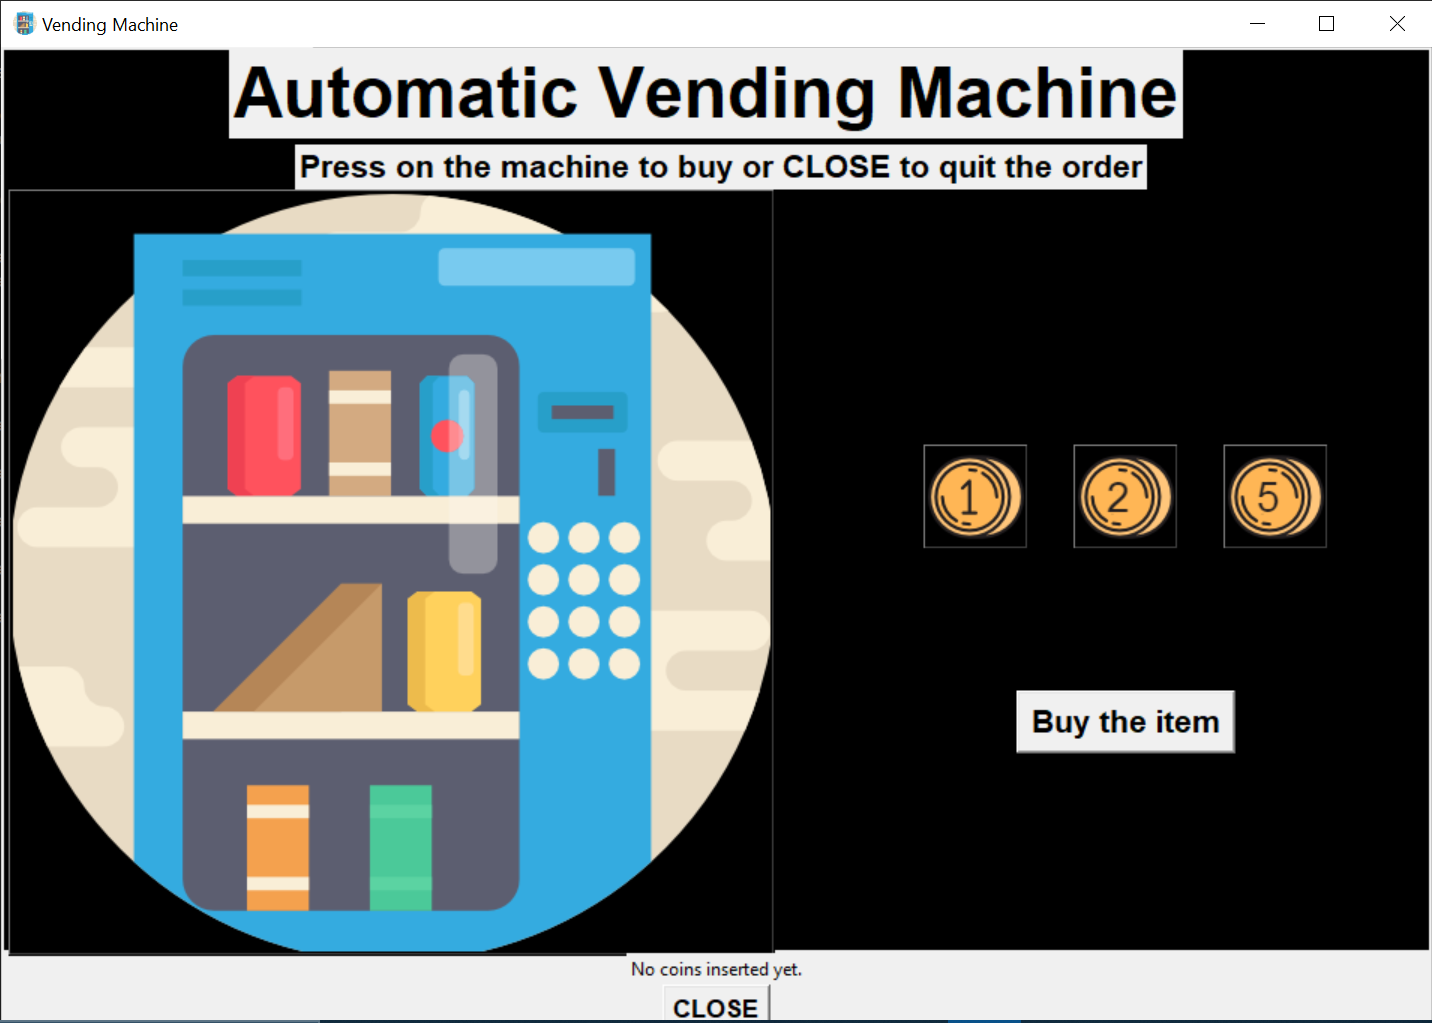 Vending Machine
Automatic Vending Machine
Press on the machine to buy or CLOSE to quit the order
1 2 5
Buy the item
No coins inserted yet.
CLOSE